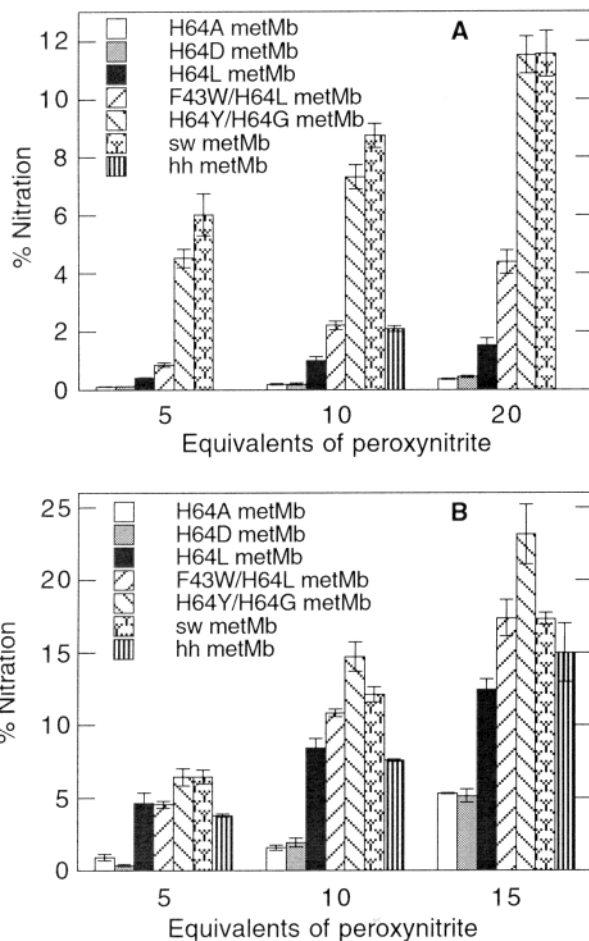 A
12
10
8
6
4
2
0
% Nitration
H64A metMb
H64D metMb
H64L metMb
F43W/H64L metMb
H64Y/H64G metMb
sw metMb
hh metMb
5 10 20
Equivalents of peroxynitrite
B
25
20
15
10
5
0
% Nitration
H64A metMb
H64D metMb
H64L metMb
F43W/H64L metMb
H64Y/H64G metMb
sw metMb
hh metMb
5 10 15
Equivalents of peroxynitrite